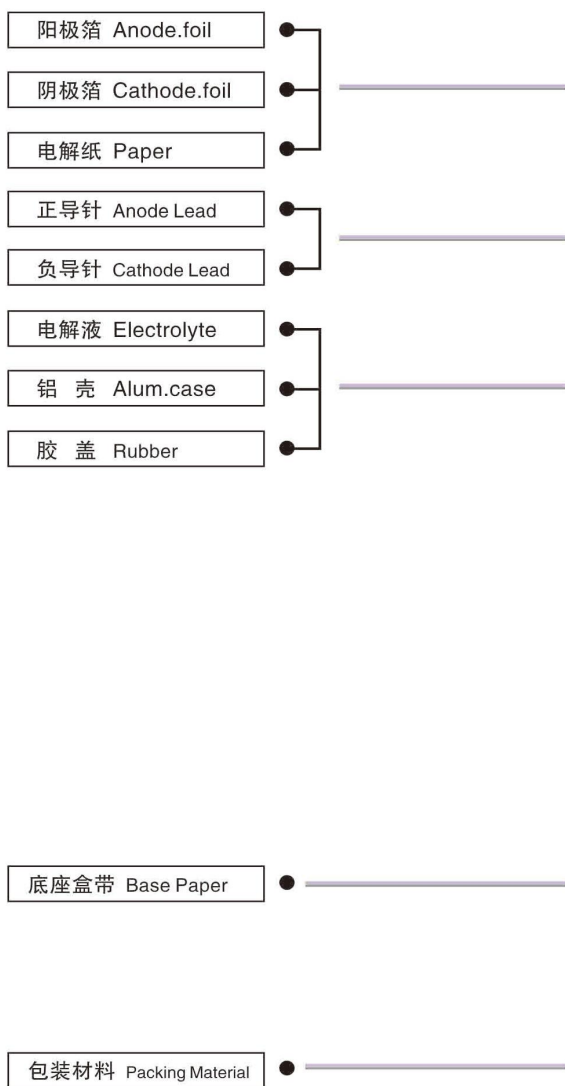 阳极箔 Anode.foil
阴极箔 Cathode.foil
电解纸 Paper
正导针 Anode Lead
负导针 Cathode Lead
电解液 Electrolyte
铝 壳 Alum.case
胶 盖 Rubber
底座盒带 Base Paper
包装材料 Packing Material